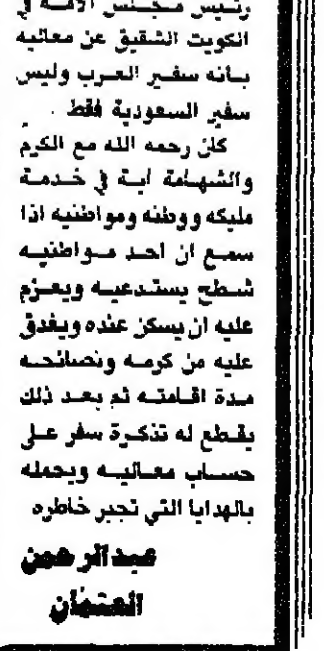 رئيس مجلس الأمة في
الكويت الشقيق عن معاليه
بأنه سفير العرب وليس
سفير السعودية فقط .
كان رحمه الله مع الكرم
والشهامة آية في خدمة
مليكه ووطنه ومواطنيه اذا
سمع ان احد مواطنيه
شطح يستدعيه ويعزم
عليه ان يسكن عنده ويغدق
عليه من كرمه ونصائحه
مدة اقامته ثم بعد ذلك
يقطع له تذكرة سفر على
حساب معاليه ويحمله
بالهدايا التي تجبر خاطره
عبدالرحمن
العثمان